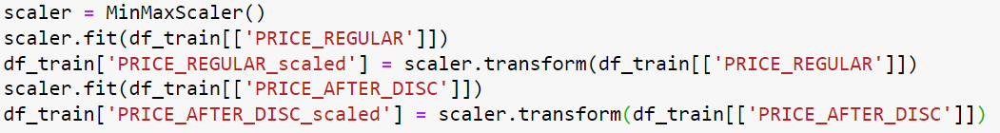 scaler = MinMaxScaler()
scaler.fit(df_train[['PRICE_REGULAR']])
df_train['PRICE_REGULAR_scaled'] = scaler.transform(df_train[['PRICE_REGULAR']])
scaler.fit(df_train[['PRICE_AFTER_DISC']])
df_train['PRICE_AFTER_DISC_scaled'] = scaler.transform(df_train[['PRICE_AFTER_DISC']])